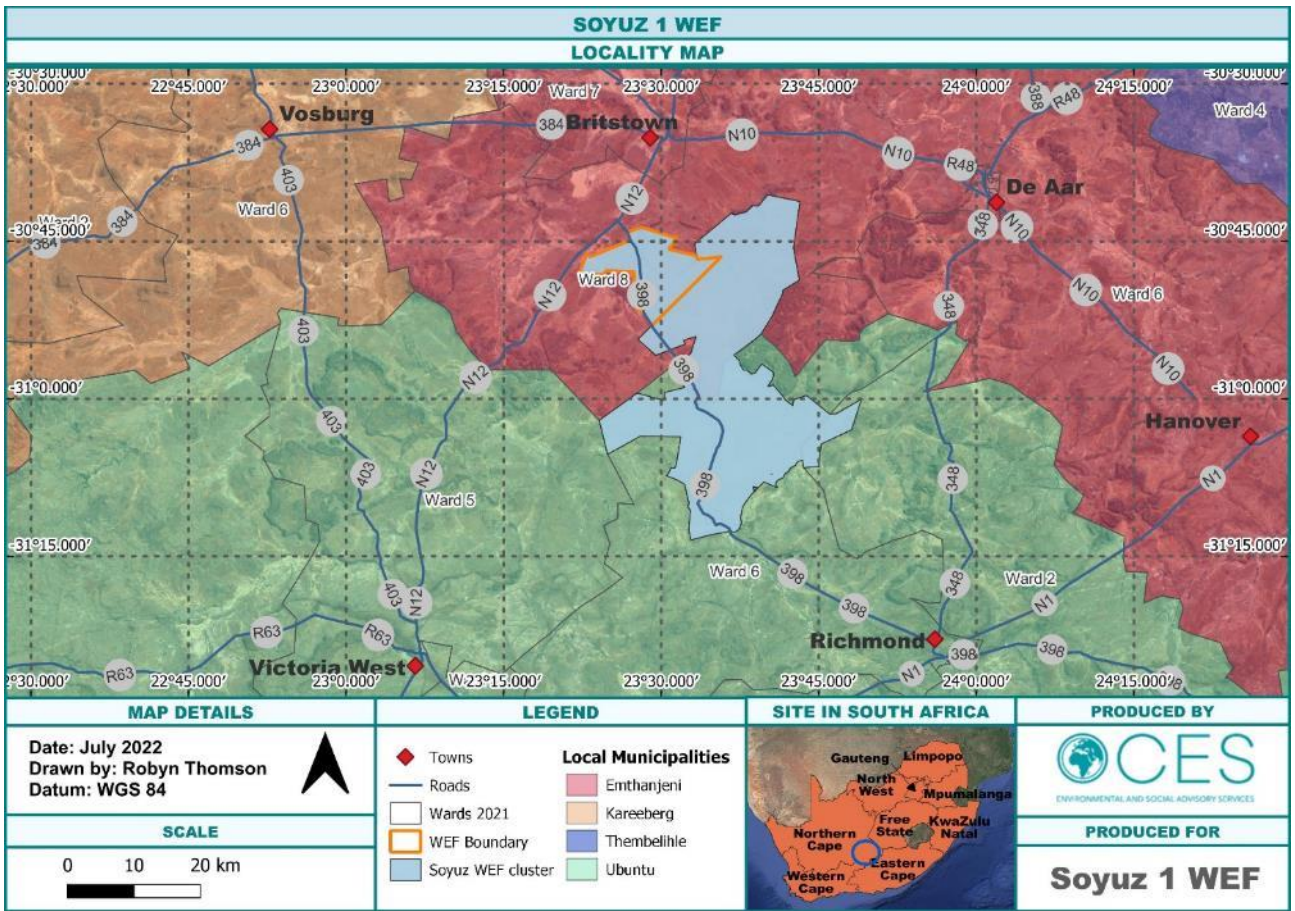 SOYUZ 1 WEF
LOCALITY MAP
-30°30.000'
22°45.000'
23°0.000'
23°15.000'
23°30.000'
23°45.000'
24°0.000'
24°15.000'
-30°30.000'
2°30.000'
Ward 7
388
R48
Ward 4
Vosburg
384
384
Britstown
N10
N10
R48
403
N12
De Aar
Ward 6
384
348
N10
-30°45.000'
384
-30°45.000'
Ward 8
N12
398
N10
Ward 6
348
403
398
N12
N10
-31°0.000'
-31°0.000'
403
Hanover
403
N12
398
348
N1
Ward 5
-31°15.000'
-31°15.000'
Ward 6
398
348
Ward 2
403
N12
398
N1
R63
R63
Richmond
398
398
R63
Victoria West
N1
2°30.000'
22°45.000'
23°0.000'
W
23°15.000'
23°30.000'
23°45.000'
24°0.000'
24°15.000'
MAP DETAILS
Date: July 2022
Drawn by: Robyn Thomson
Datum: WGS 84
SCALE
0 10 20 km
LEGEND
Towns
Roads
Wards 2021
WEF Boundary
Soyuz WEF cluster
Local Municipalities
Emthanjeni
Kareeberg
Thembelihle
Ubuntu
SITE IN SOUTH AFRICA
Gauteng
Limpopo
North
West
Mpumalanga
Free
State
KwaZulu
Natal
Northern
Cape
Eastern
Cape
Western
Cape
PRODUCED BY
CES
ENVIRONMENTAL AND SOCIAL ADVISORY SERVICES
PRODUCED FOR
Soyuz 1 WEF